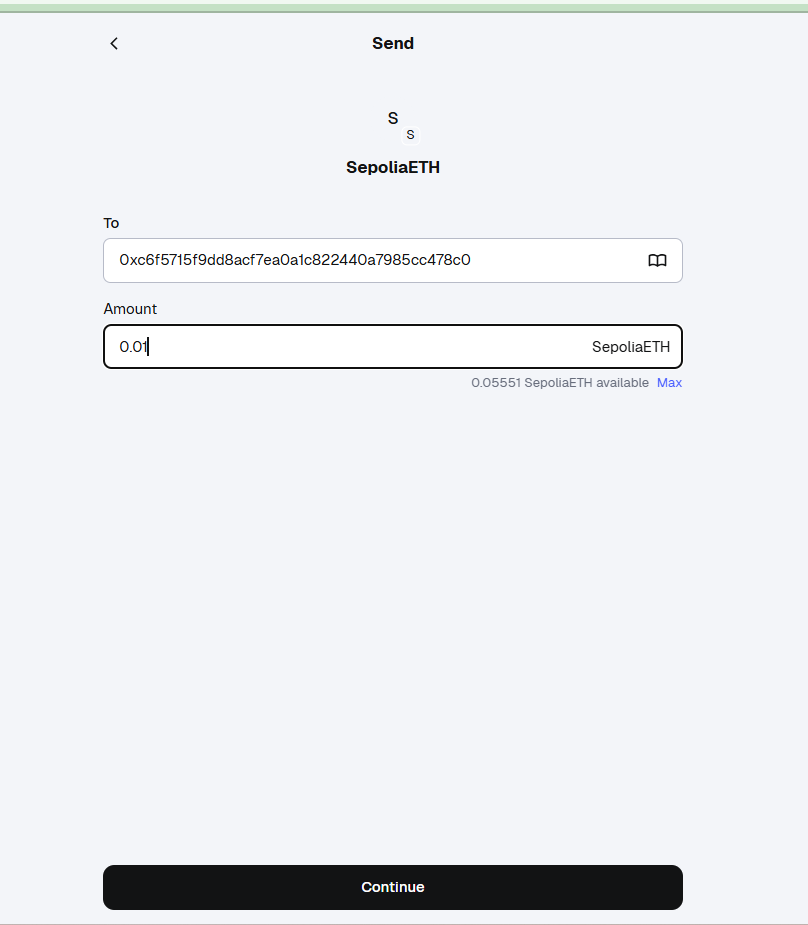 Send
S
S
SepoliaETH
To
0xc6f5715f9dd8acf7ea0a1c822440a7985cc478c0
Amount
0.01 SepoliaETH
0.05551 SepoliaETH available Max
Continue